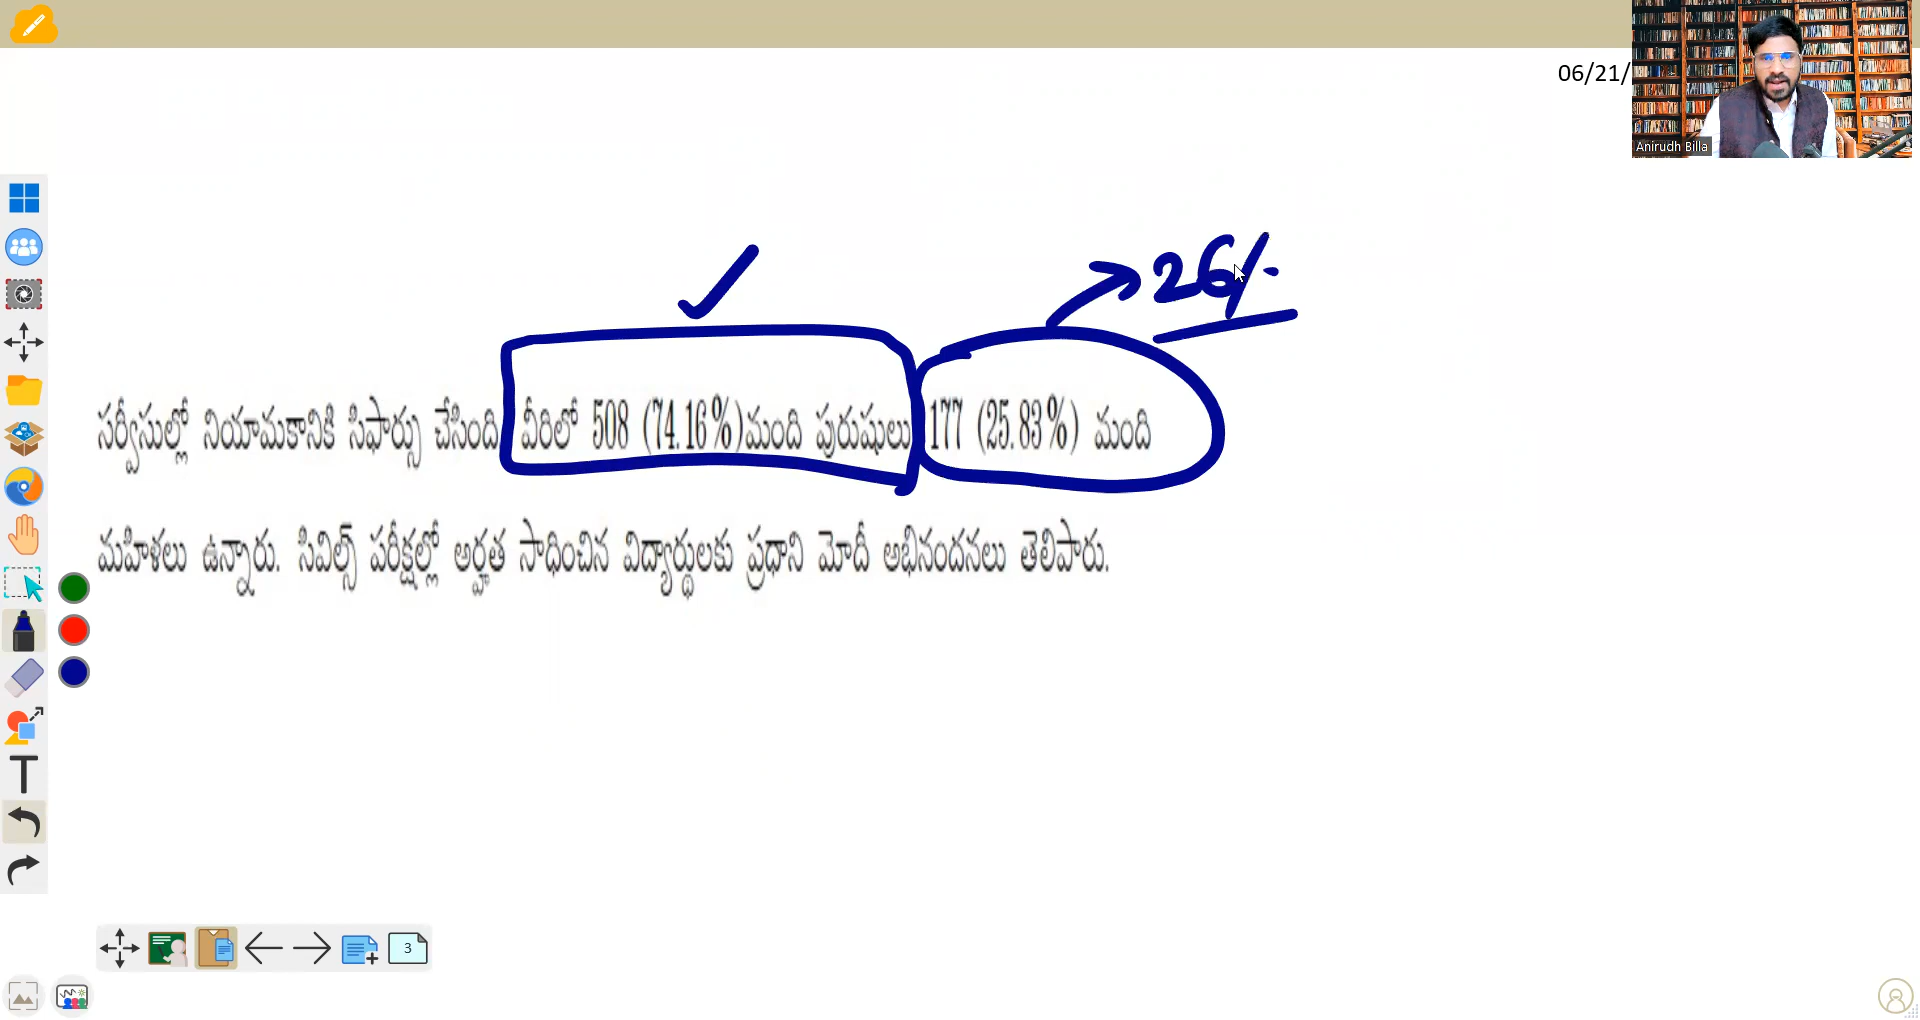 06/21/
Anirudh Billa
26%
సర్వీసుల్లో నియామకానికి సిఫార్సు చేసింది వీరిలో 508 (74.16%)మంది పురుషులు 177 (25.83%) మంది
మహిళలు ఉన్నారు. సివిల్స్ పరీక్షల్లో అర్హత సాధించిన విద్యార్థులకు ప్రధాని మోదీ అభినందనలు తెలిపారు.
3